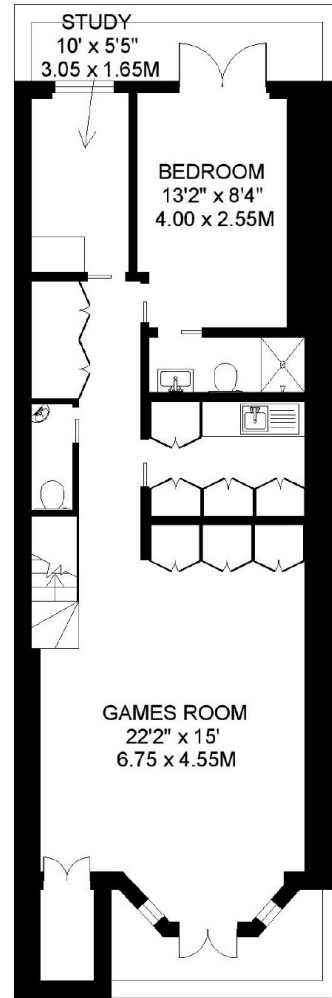 STUDY
10' x 5'5"
3.05 x 1.65M
BEDROOM
13'2" x 8'4"
4.00 x 2.55M
GAMES ROOM
22'2" x 15'
6.75 x 4.55M